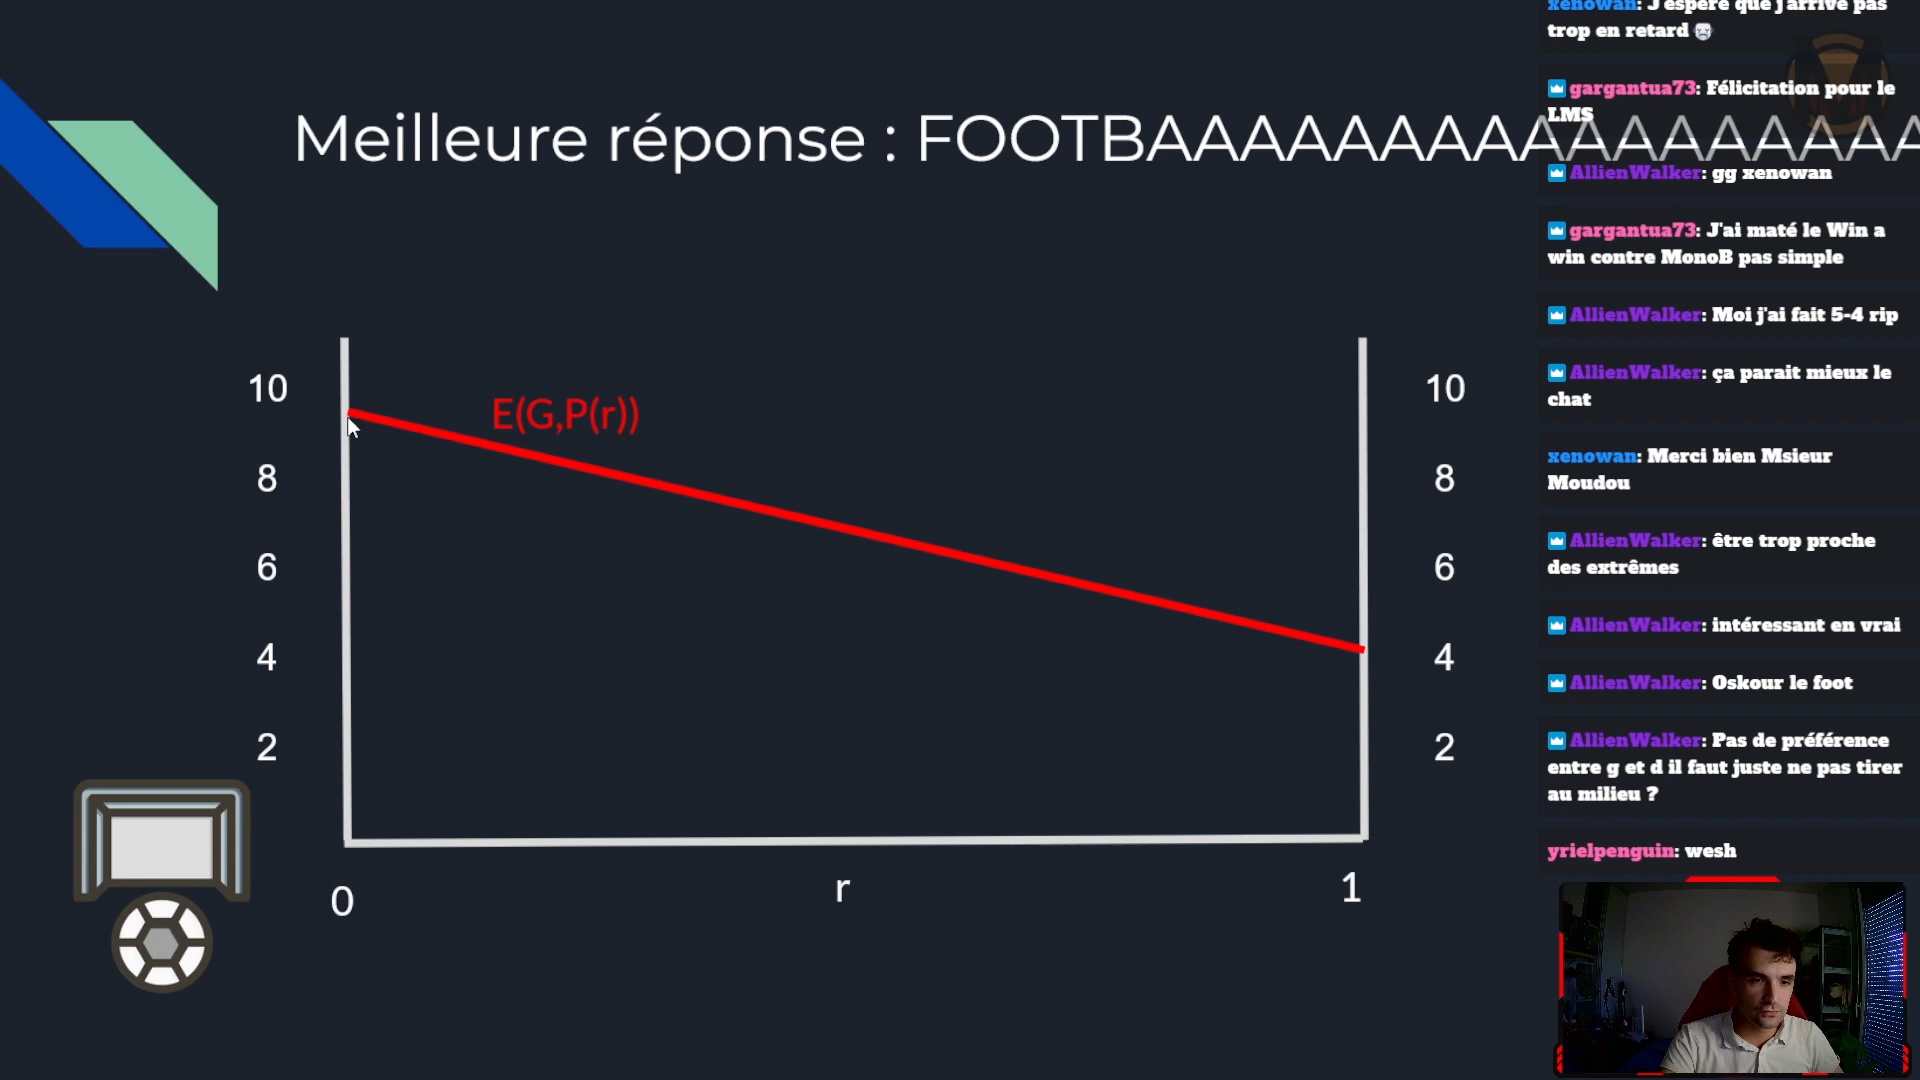 Meilleure réponse : FOOTBAAAAAAAAAAAAAAAAA
10
8
6
4
2
E(G,P(r))
10
8
6
4
2
0
r
1
xenowan: J'espère que j'arrive pas
trop en retard
gargantua73: Félicitation pour le
LMS
AllienWalker: gg xenowan
gargantua73: J'ai maté le Win a
win contre MonoB pas simple
AllienWalker: Moi j'ai fait 5-4 rip
AllienWalker: ça parait mieux le
chat
xenowan: Merci bien Msieur
Moudou
AllienWalker: être trop proche
des extrêmes
AllienWalker: intéressant en vrai
AllienWalker: Oskour le foot
AllienWalker: Pas de préférence
entre g et d il faut juste ne pas tirer
au milieu ?
yrielpenguin: wesh